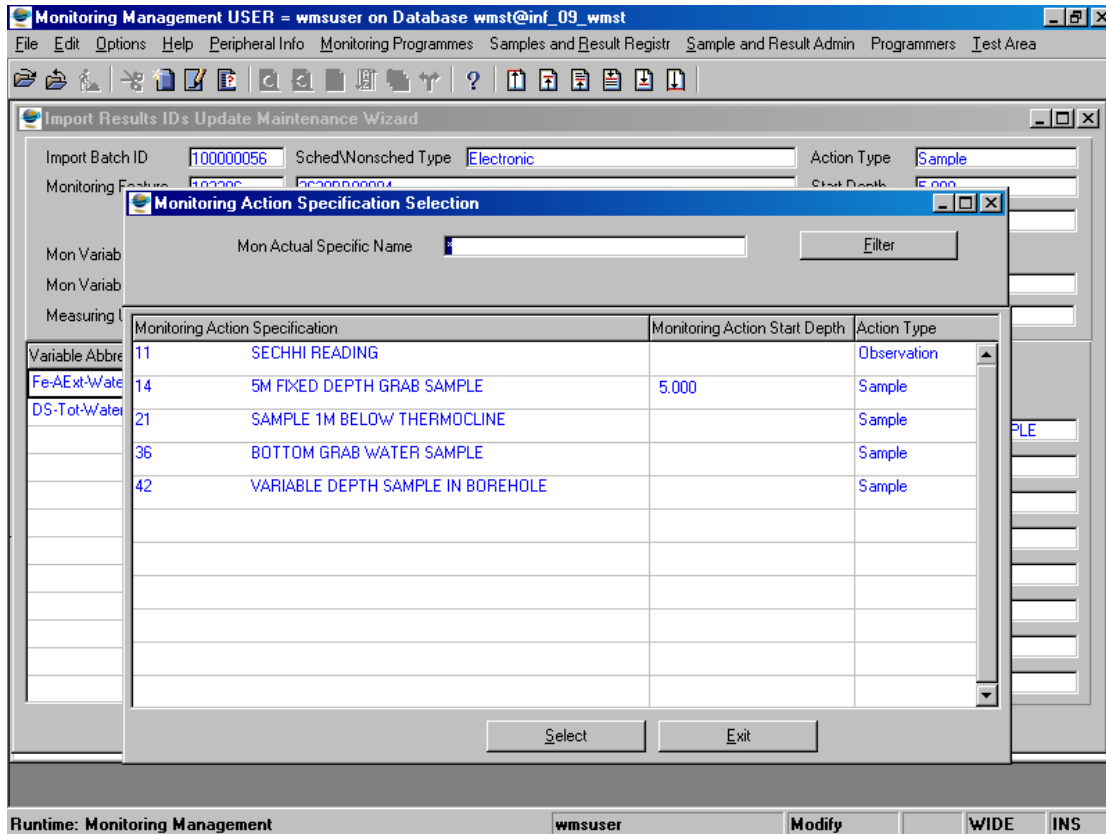 Monitoring Management USER = wmsuser on Database wmst@inf_09_wmst
File Edit Options Help Peripheral Info Monitoring Programmes Samples and Result Registr Sample and Result Admin Programmers Test Area
Import Results IDs Update Maintenance Wizard
Import Batch ID 100000056 Sched\Nonsched Type Electronic Action Type Sample
Monitoring Feature Start Depth 5.000
Monitoring Action Specification Selection
Mon Actual Specific Name * Filter
Mon Variab
Mon Variab
Measuring
Monitoring Action Specification Monitoring Action Start Depth Action Type
Variable Abbre
11 SECHHI READING Observation
Fe-AExt-Wate
14 5M FIXED DEPTH GRAB SAMPLE 5.000 Sample
DS-Tot-Water
21 SAMPLE 1M BELOW THERMOCLINE Sample
PLE
36 BOTTOM GRAB WATER SAMPLE Sample
42 VARIABLE DEPTH SAMPLE IN BOREHOLE Sample
Select Exit
Runtime: Monitoring Management wmsuser Modify WIDE INS